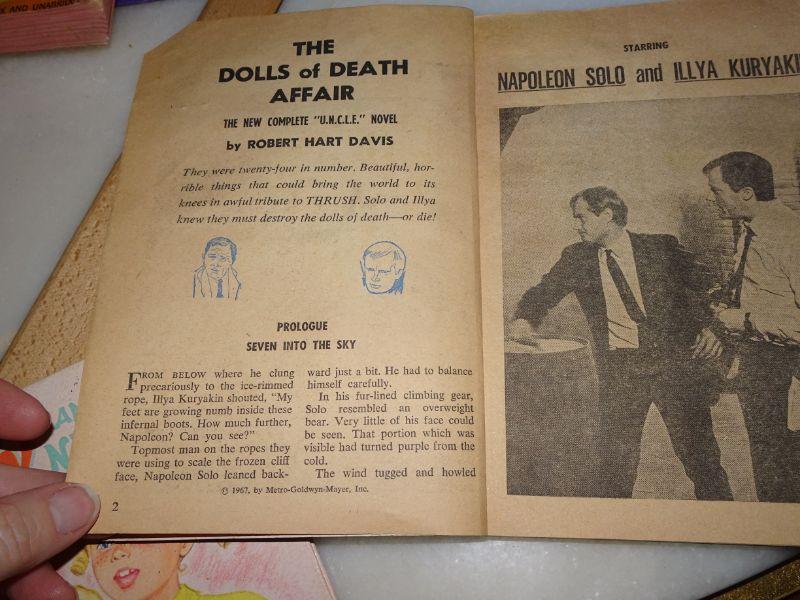 K AND UNABRIDG
THE
DOLLS of DEATH
AFFAIR
THE NEW COMPLETE "U.N.C.L.E." NOVEL
by ROBERT HART DAVIS
They were twenty-four in number. Beautiful, hor-
rible things that could bring the world to its
knees in awful tribute to THRUSH. Solo and Illya
knew they must destroy the dolls of death—or die!
PROLOGUE
SEVEN INTO THE SKY
FROM BELOW where he clung
precariously to the ice-rimmed
rope, Illya Kuryakin shouted, "My
feet are growing numb inside these
infernal boots. How much further,
Napoleon? Can you see?"
Topmost man on the ropes they
were using to scale the frozen cliff
face, Napoleon Solo leaned back-
ward just a bit. He had to balance
himself carefully.
In his fur-lined climbing gear,
Solo resembled an overweight
bear. Very little of his face could
be seen. That portion which was
visible had turned purple from the
cold.
The wind tugged and howled
© 1967, by Metro-Goldwyn-Mayer, Inc.
2
STARRING
NAPOLEON SOLO and ILLYA KURYAKI